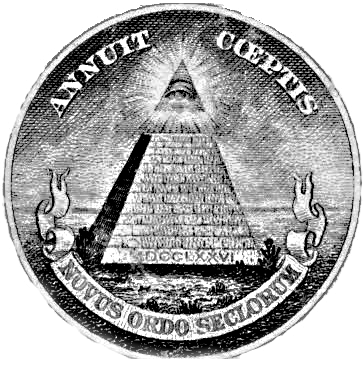 ANNUIT CŒPTIS
MDCCLXXVI
NOVUS ORDO SECLORUM